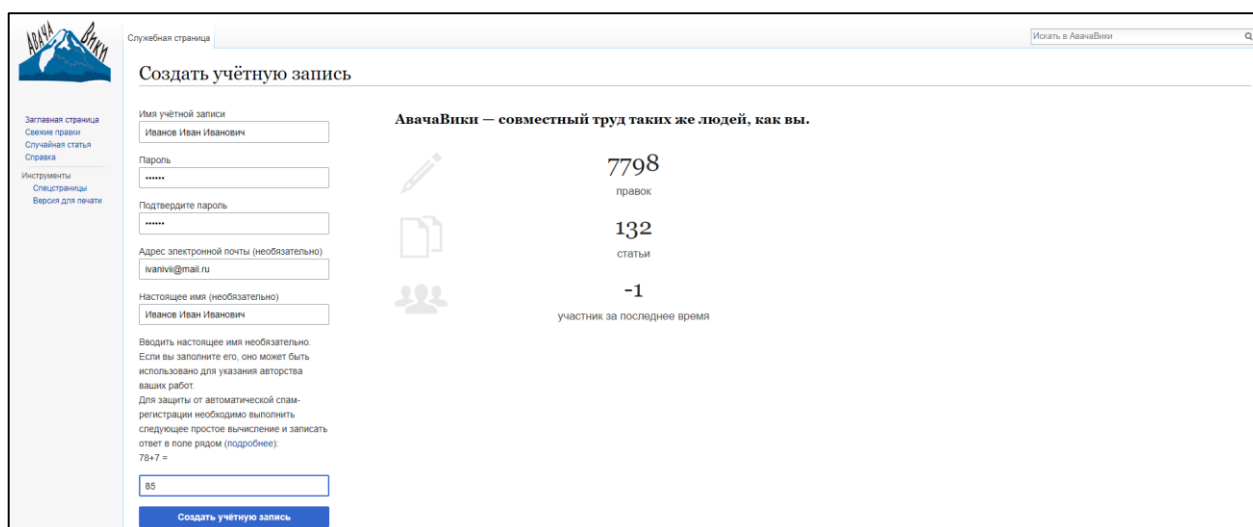 АВАЧА ВИКИ
Служебная страница
Искать в АвачаВики
Создать учётную запись
Заглавная страница
Свежие правки
Случайная статья
Справка
Инструменты
Спецстраницы
Версия для печати
Имя учётной записи
Иванов Иван Иванович
Пароль
••••••
Подтвердите пароль
••••••
Адрес электронной почты (необязательно)
ivanivii@mail.ru
Настоящее имя (необязательно)
Иванов Иван Иванович
Вводить настоящее имя необязательно.
Если вы заполните его, оно может быть
использовано для указания авторства
ваших работ.
Для защиты от автоматической спам-
регистрации необходимо выполнить
следующее простое вычисление и записать
ответ в поле рядом (подробнее):
78+7 =
85
Создать учётную запись
АвачаВики — совместный труд таких же людей, как вы.
7798
правок
132
статьи
-1
участник за последнее время